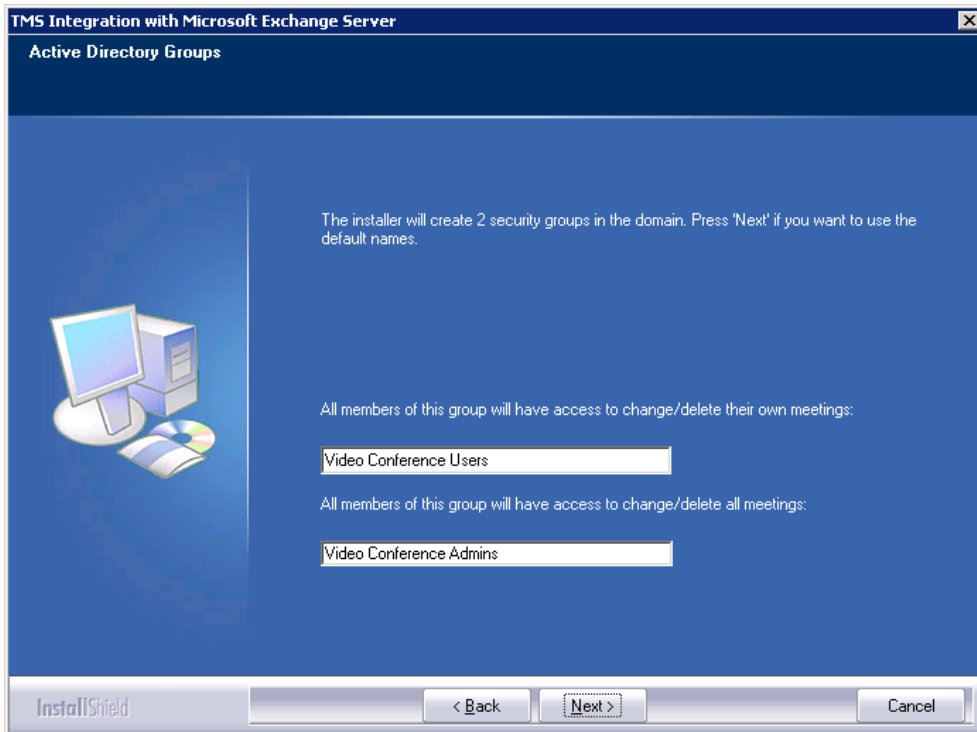 TMS Integration with Microsoft Exchange Server
Active Directory Groups
The installer will create 2 security groups in the domain. Press 'Next' if you want to use the
default names.
All members of this group will have access to change/delete their own meetings:
Video Conference Users
All members of this group will have access to change/delete all meetings:
Video Conference Admins
InstallShield
< Back
Next >
Cancel